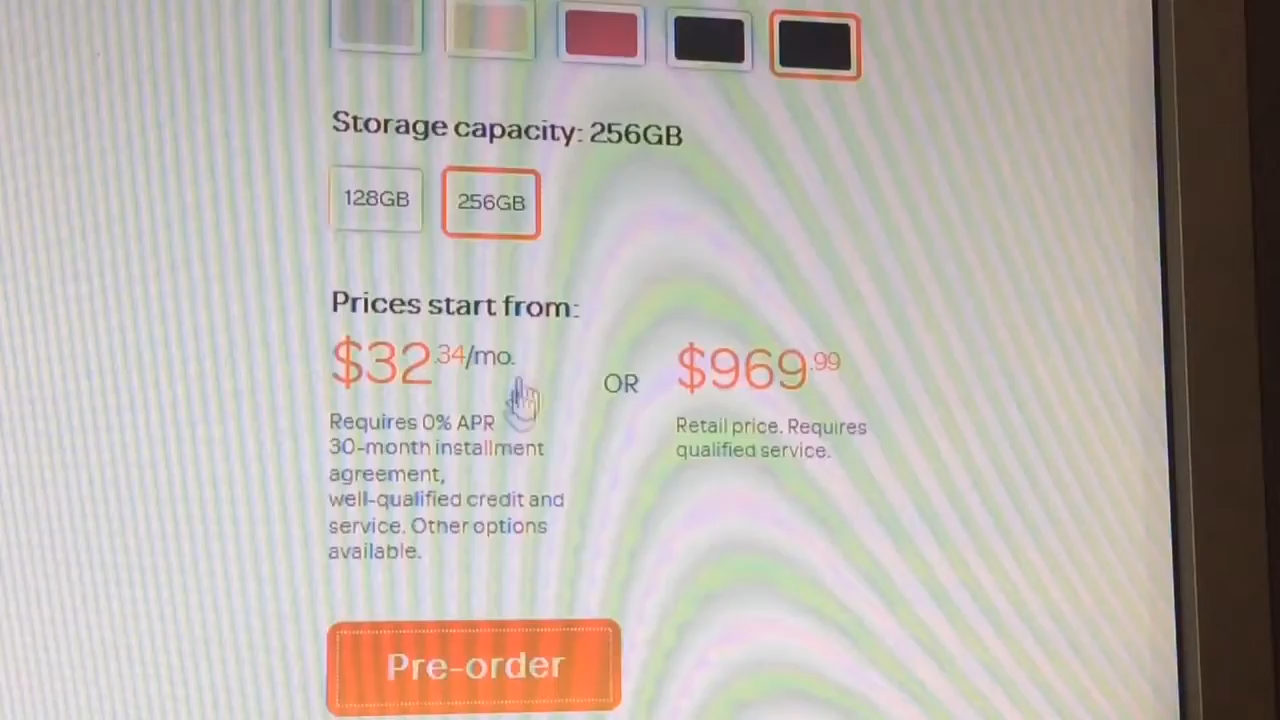 Storage capacity: 256GB
128GB
256GB
Prices start from:
$32.34/mo.
OR
$969.99
Requires 0% APR
30-month installment
agreement,
well-qualified credit and
service. Other options
available.
Retail price. Requires
qualified service.
Pre-order